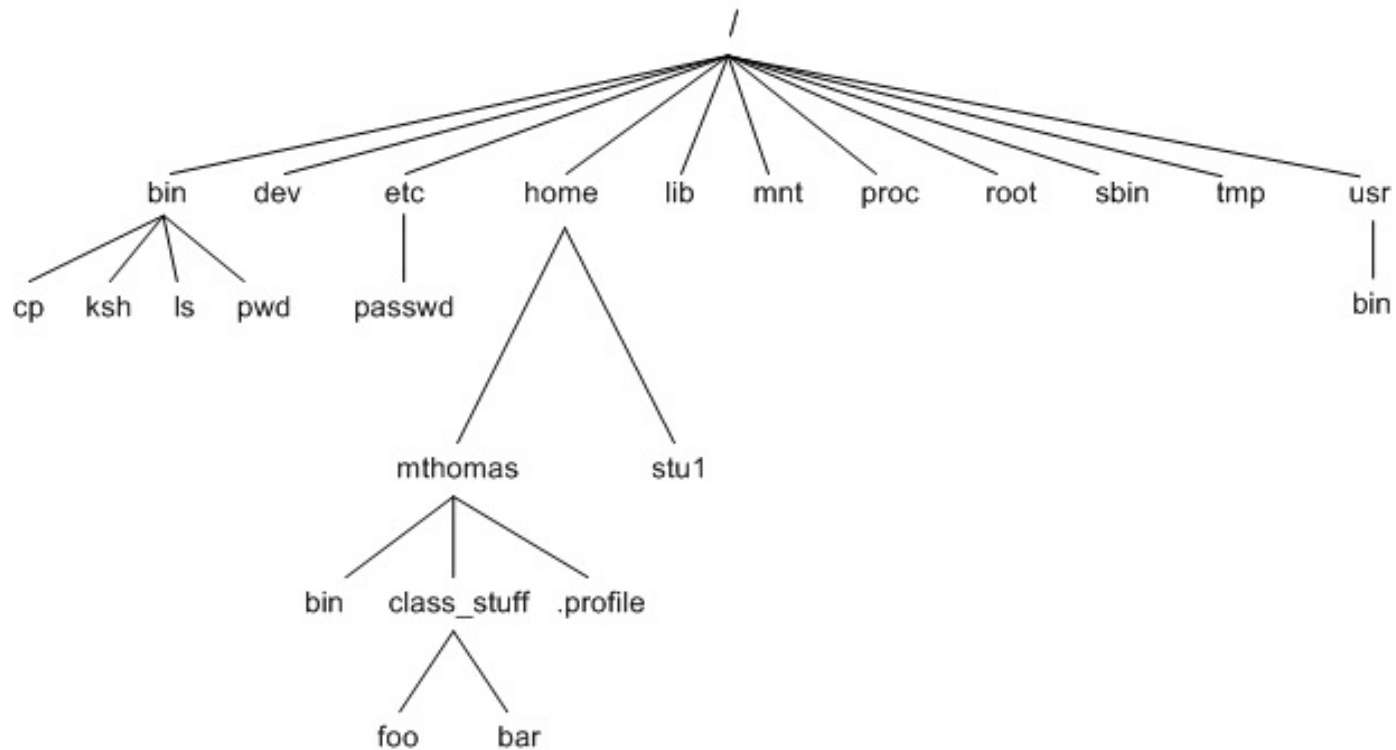 /
bin dev etc home lib mnt proc root sbin tmp usr
cp ksh ls pwd passwd bin
mthomas stu1
bin class_stuff .profile
foo bar